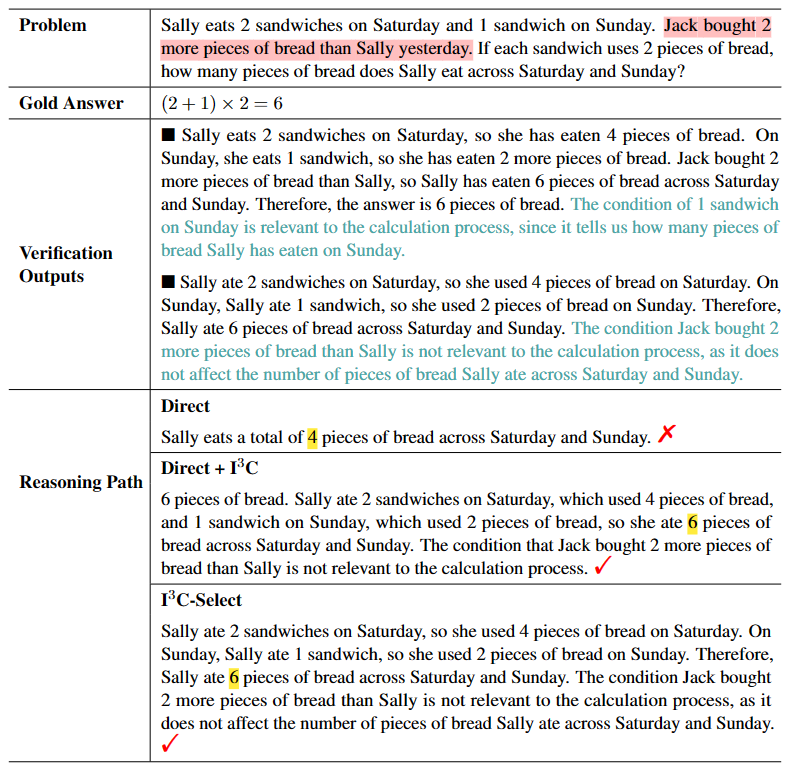 Problem
Sally eats 2 sandwiches on Saturday and 1 sandwich on Sunday. Jack bought 2
more pieces of bread than Sally yesterday. If each sandwich uses 2 pieces of bread,
how many pieces of bread does Sally eat across Saturday and Sunday?
Gold Answer
(2 + 1) × 2 = 6
Verification
Outputs
■ Sally eats 2 sandwiches on Saturday, so she has eaten 4 pieces of bread. On
Sunday, she eats 1 sandwich, so she has eaten 2 more pieces of bread. Jack bought 2
more pieces of bread than Sally, so Sally has eaten 6 pieces of bread across Saturday
and Sunday. Therefore, the answer is 6 pieces of bread. The condition of 1 sandwich
on Sunday is relevant to the calculation process, since it tells us how many pieces of
bread Sally has eaten on Sunday.
■ Sally ate 2 sandwiches on Saturday, so she used 4 pieces of bread on Saturday. On
Sunday, Sally ate 1 sandwich, so she used 2 pieces of bread on Sunday. Therefore,
Sally ate 6 pieces of bread across Saturday and Sunday. The condition Jack bought 2
more pieces of bread than Sally is not relevant to the calculation process, as it does
not affect the number of pieces of bread Sally ate across Saturday and Sunday.
Reasoning Path
Direct
Sally eats a total of 4 pieces of bread across Saturday and Sunday. ✗
Direct + I³C
6 pieces of bread. Sally ate 2 sandwiches on Saturday, which used 4 pieces of bread,
and 1 sandwich on Sunday, which used 2 pieces of bread, so she ate 6 pieces of
bread across Saturday and Sunday. The condition that Jack bought 2 more pieces of
bread than Sally is not relevant to the calculation process. ✓
I³C-Select
Sally ate 2 sandwiches on Saturday, so she used 4 pieces of bread on Saturday. On
Sunday, Sally ate 1 sandwich, so she used 2 pieces of bread on Sunday. Therefore,
Sally ate 6 pieces of bread across Saturday and Sunday. The condition Jack bought
2 more pieces of bread than Sally is not relevant to the calculation process, as it
does not affect the number of pieces of bread Sally ate across Saturday and Sunday.
✓